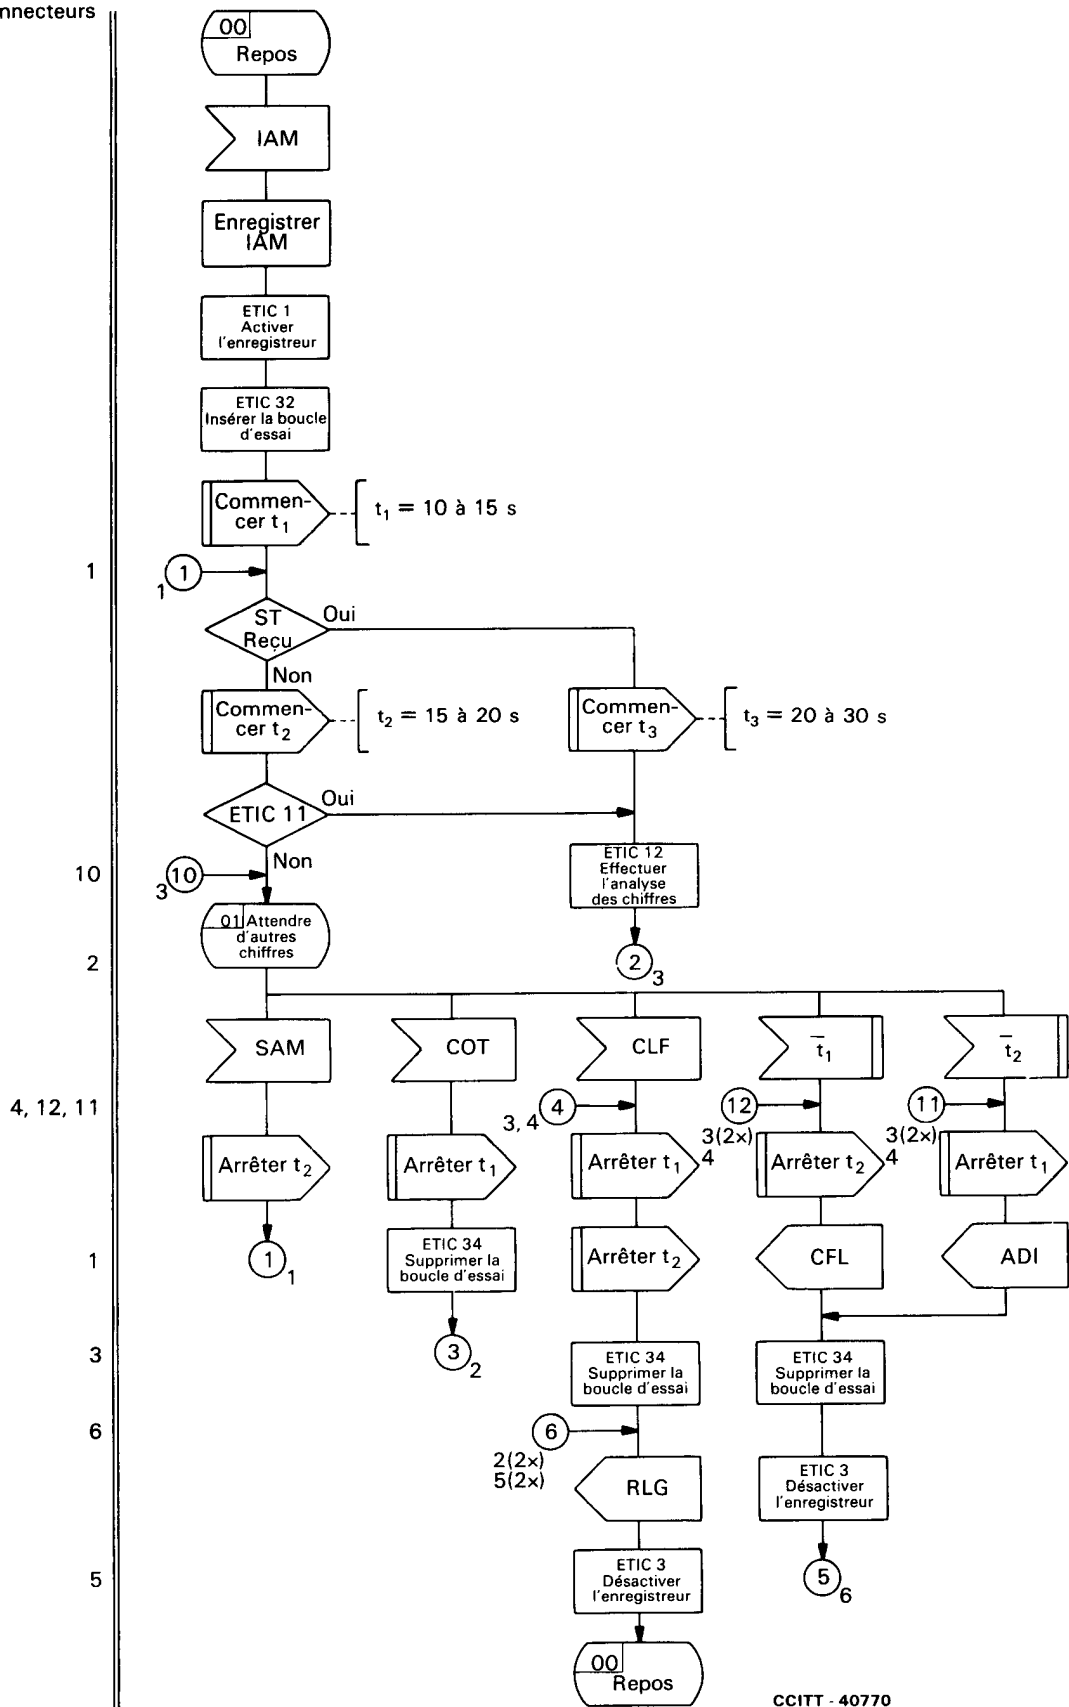 nnecteurs
00
Repos
IAM
Enregistrer
IAM
ETIC 1
Activer
l'enregistreur
ETIC 32
Insérer la boucle
d'essai
Commen-
cer t1
t1 = 10 à 15 s
1
1
1
ST
Reçu
Oui
Non
Commen-
cer t2
t2 = 15 à 20 s
Commen-
cer t3
t3 = 20 à 30 s
ETIC 11
Oui
Non
10
3
10
ETIC 12
Effectuer
l'analyse
des chiffres
01 Attendre
d'autres
chiffres
2
2
3
SAM
COT
CLF
t̄1
t̄2
4, 12, 11
3, 4
4
12
3(2×)
4
11
3(2×)
4
Arrêter t2
Arrêter t1
Arrêter t1
Arrêter t2
Arrêter t1
1
1
1
ETIC 34
Supprimer la
boucle d'essai
Arrêter t2
CFL
ADI
3
3
2
ETIC 34
Supprimer la
boucle d'essai
ETIC 34
Supprimer la
boucle d'essai
6
6
2(2×)
5(2×)
RLG
ETIC 3
Désactiver
l'enregistreur
5
ETIC 3
Désactiver
l'enregistreur
5
6
00
Repos
CCITT - 40770